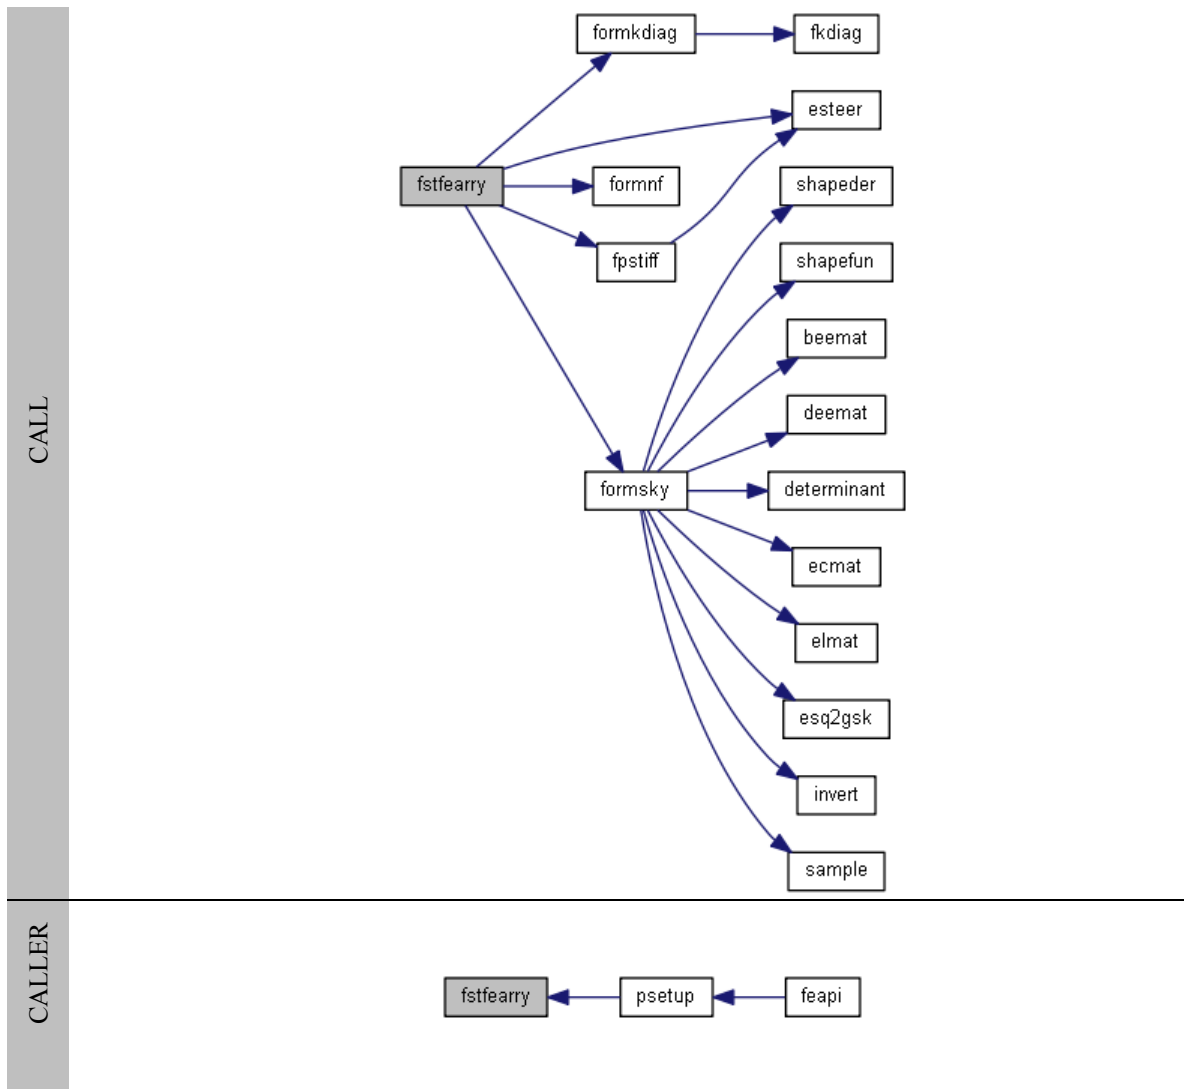 CALL
formkdiag
fkdiag
esteer
fstfearry
formnf
shapeder
fpstiff
shapefun
beemat
deemat
formsky
determinant
ecmat
elmat
esq2gsk
invert
sample
CALLER
fstfearry
psetup
feapi